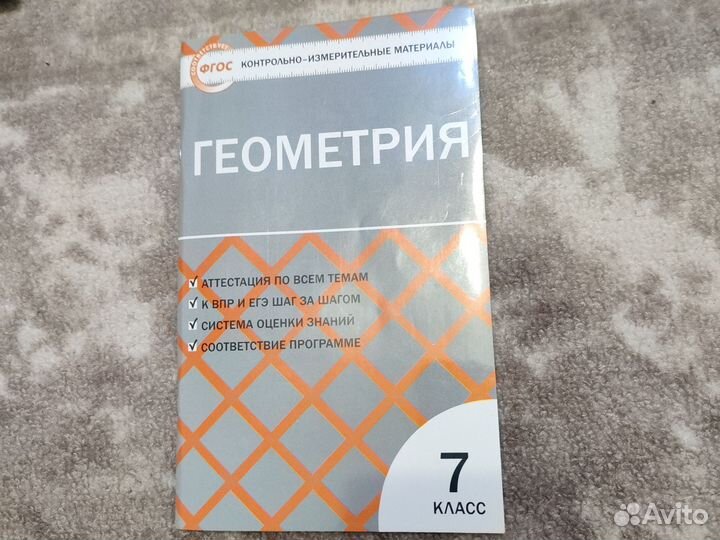 СООТВЕТСТВУЕТ
ФГОС
КОНТРОЛЬНО-ИЗМЕРИТЕЛЬНЫЕ МАТЕРИАЛЫ
ГЕОМЕТРИЯ
АТТЕСТАЦИЯ ПО ВСЕМ ТЕМАМ
К ВПР И ЕГЭ ШАГ ЗА ШАГОМ
СИСТЕМА ОЦЕНКИ ЗНАНИЙ
СООТВЕТСТВИЕ ПРОГРАММЕ
7
КЛАСС
Avito